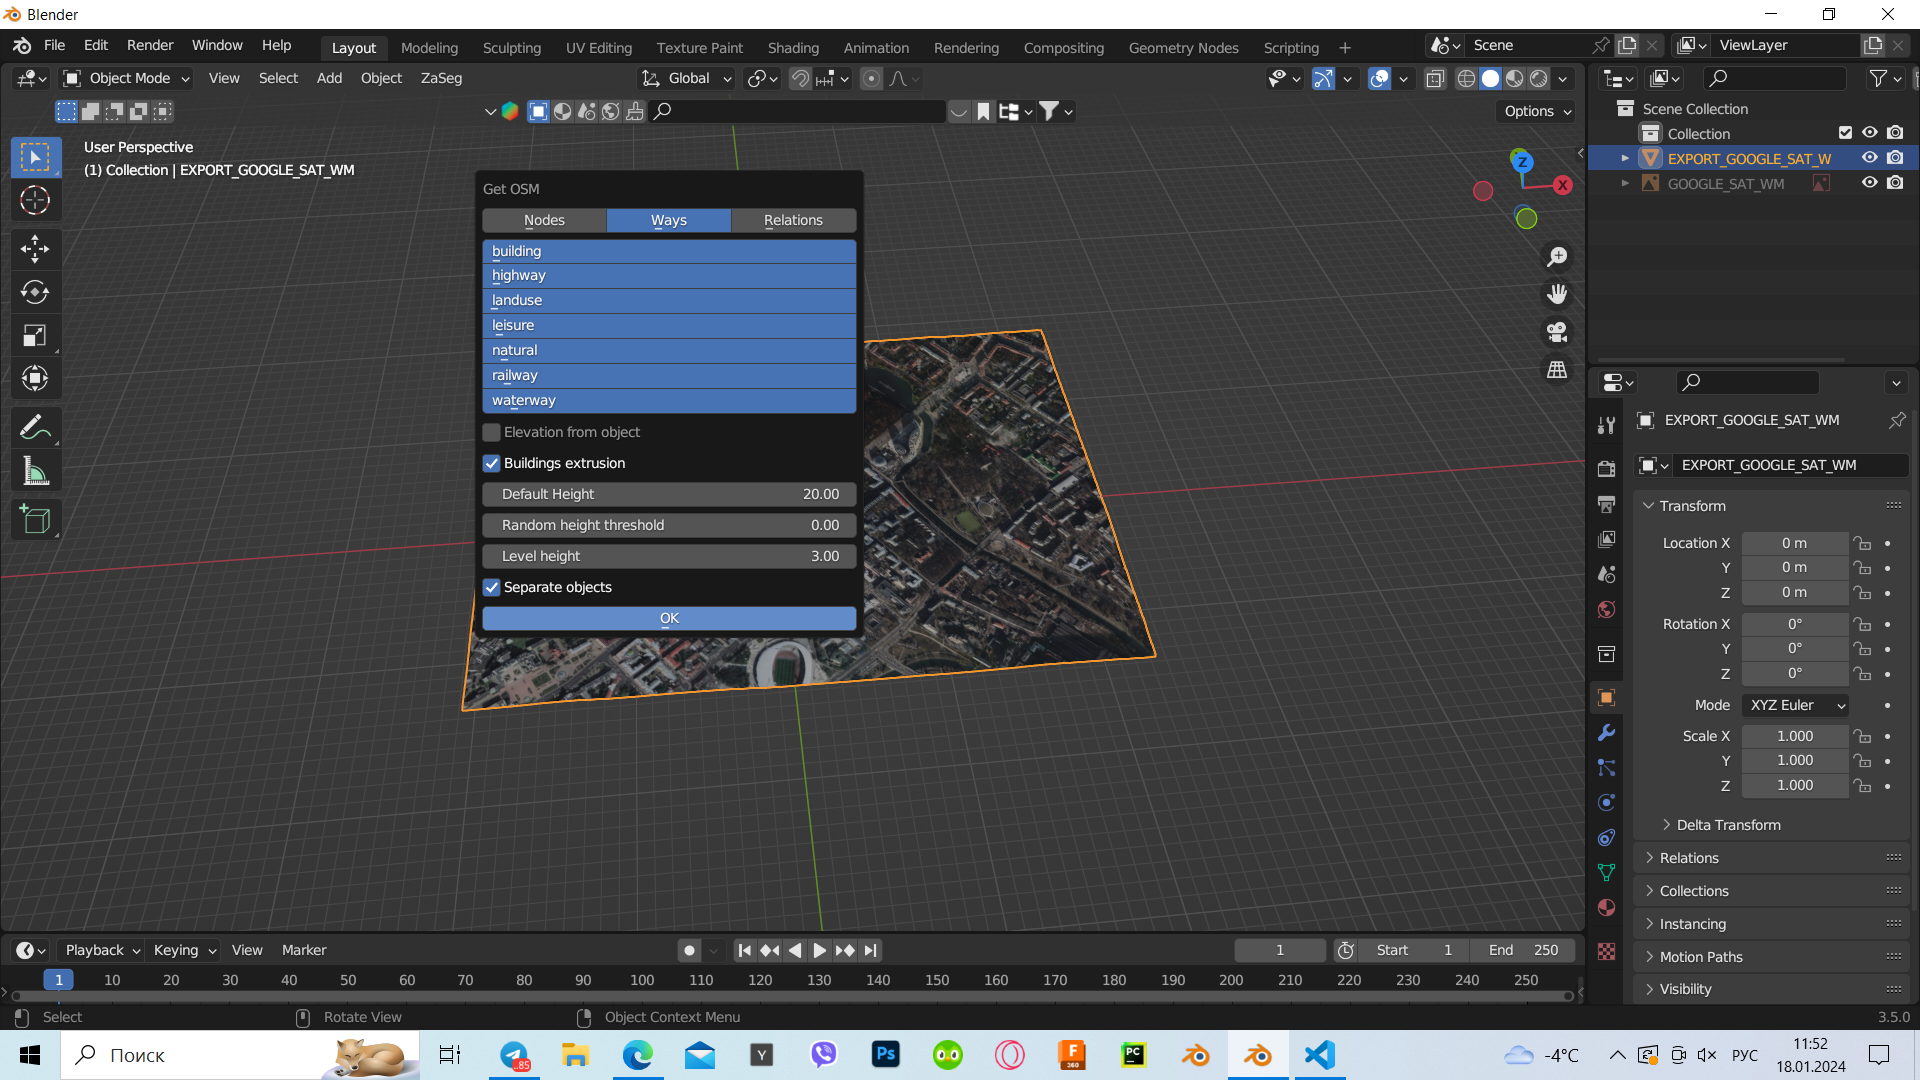 Blender
File Edit Render Window Help Layout Modeling Sculpting UV Editing Texture Paint Shading Animation Rendering Compositing Geometry Nodes Scripting + Scene ViewLayer
Object Mode View Select Add Object ZaSeg Global
Options
User Perspective
(1) Collection | EXPORT_GOOGLE_SAT_WM
Z
X
Get OSM
Nodes Ways Relations
building
highway
landuse
leisure
natural
railway
waterway
Elevation from object
Buildings extrusion
Default Height 20.00
Random height threshold 0.00
Level height 3.00
Separate objects
OK
Scene Collection
Collection
EXPORT_GOOGLE_SAT_W
GOOGLE_SAT_WM
EXPORT_GOOGLE_SAT_WM
EXPORT_GOOGLE_SAT_WM
Transform
Location X 0 m
Y 0 m
Z 0 m
Rotation X 0°
Y 0°
Z 0°
Mode XYZ Euler
Scale X 1.000
Y 1.000
Z 1.000
Delta Transform
Relations
Collections
Instancing
Motion Paths
Visibility
Playback Keying View Marker 1 Start 1 End 250
1 10 20 30 40 50 60 70 80 90 100 110 120 130 140 150 160 170 180 190 200 210 220 230 240 250
Select Rotate View Object Context Menu 3.5.0
Поиск
..85
Y
Ps
F
360
PC
-4°C
РУС
11:52
18.01.2024